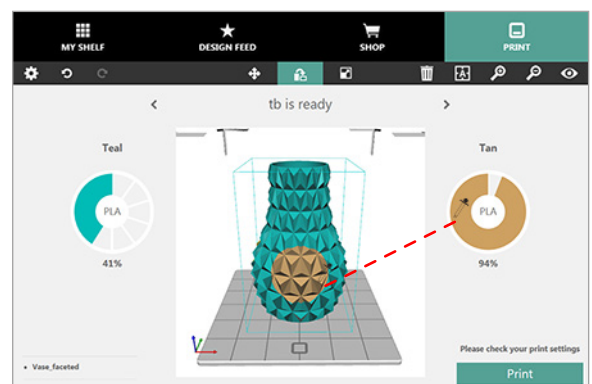 MY SHELF
DESIGN FEED
SHOP
PRINT
tb is ready
Teal
PLA
41%
Tan
PLA
94%
Please check your print settings
• Vase_faceted
Print